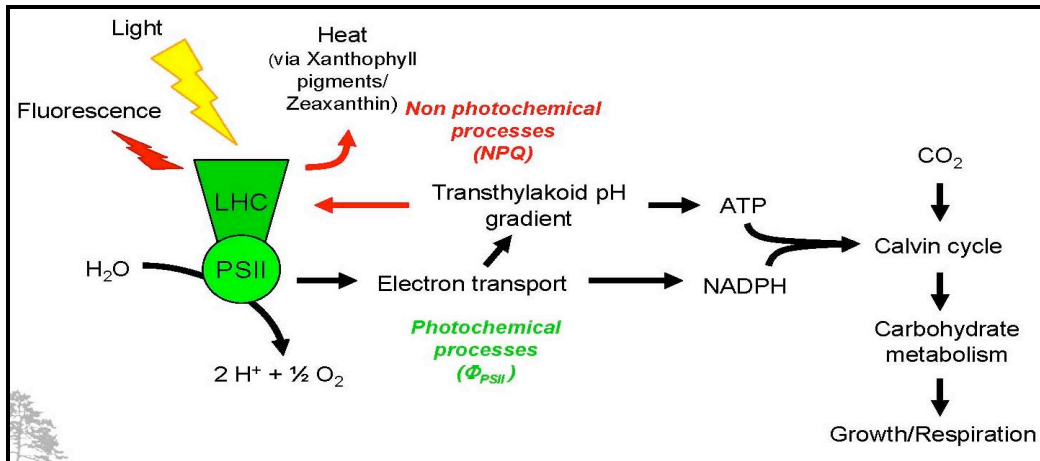 Light
Heat
(via Xanthophyll
pigments/
Zeaxanthin)
Fluorescence
Non photochemical
processes
(NPQ)
LHC
Transthylakoid pH
gradient
ATP
CO₂
Calvin cycle
H₂O
PSII
Electron transport
NADPH
Photochemical
processes
(Φ_PSII)
2 H⁺ + ½ O₂
Carbohydrate
metabolism
Growth/Respiration